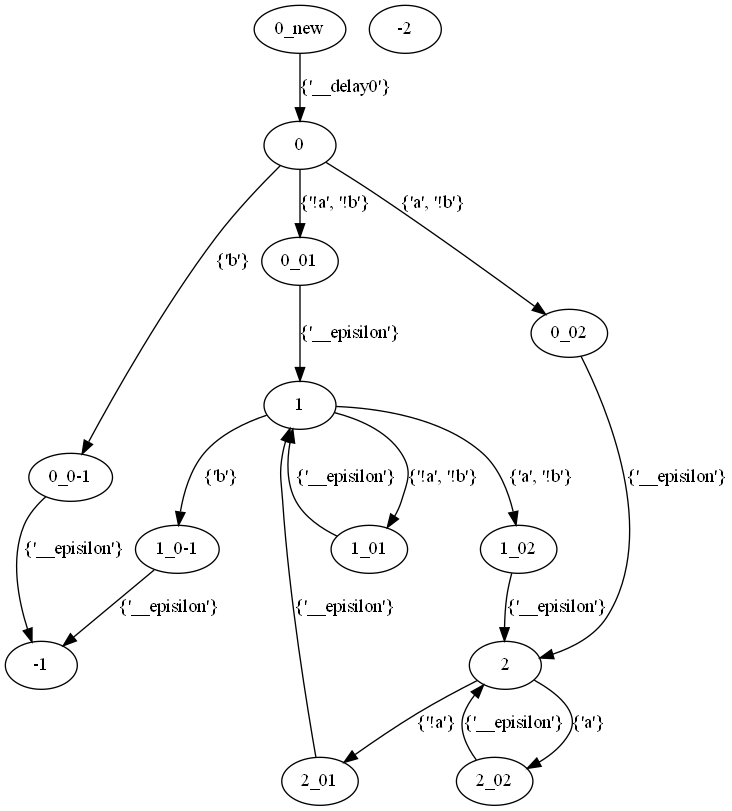 0_new
-2
{'__delay0'}
0
{'!a', '!b'}
{'a', '!b'}
{'b'}
0_01
{'__episilon'}
0_02
1
{'b'}
{'__episilon'}
{'!a', '!b'}
{'a', '!b'}
{'__episilon'}
0_0-1
1_0-1
1_01
1_02
{'__episilon'}
{'__episilon'}
{'__episilon'}
{'__episilon'}
-1
2
{'!a'}
{'__episilon'}
{'a'}
2_01
2_02